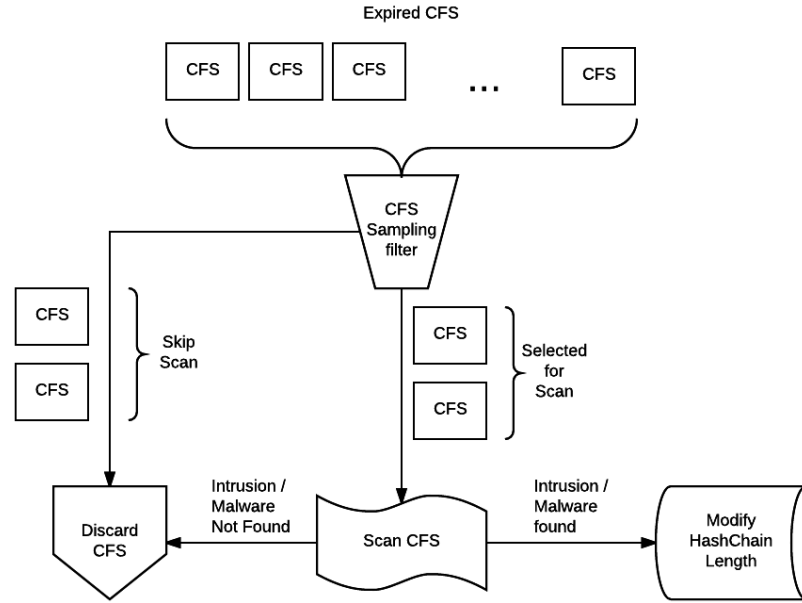 Expired CFS
CFS CFS CFS ... CFS
CFS
Sampling
filter
CFS
CFS
Skip
Scan
CFS
CFS
Selected
for
Scan
Intrusion /
Malware
Not Found
Intrusion /
Malware
found
Discard
CFS
Scan CFS
Modify
HashChain
Length